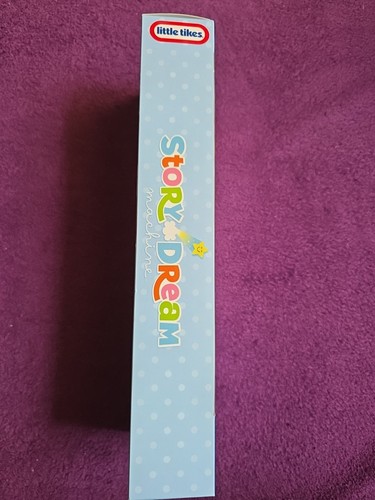 little tikes
STORY DREAM
machine